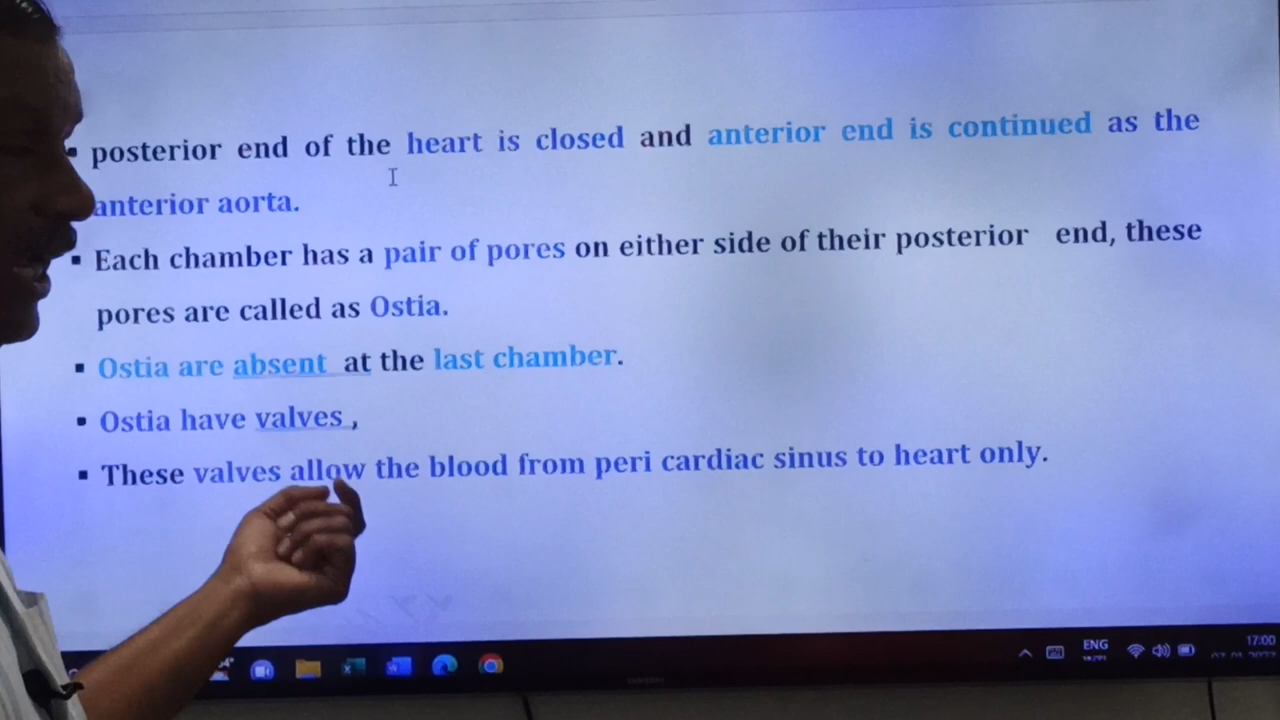 ▪ posterior end of the heart is closed and anterior end is continued as the
anterior aorta.
▪ Each chamber has a pair of pores on either side of their posterior end, these
pores are called as Ostia.
▪ Ostia are absent at the last chamber.
▪ Ostia have valves ,
▪ These valves allow the blood from peri cardiac sinus to heart only.
ENG
17:00